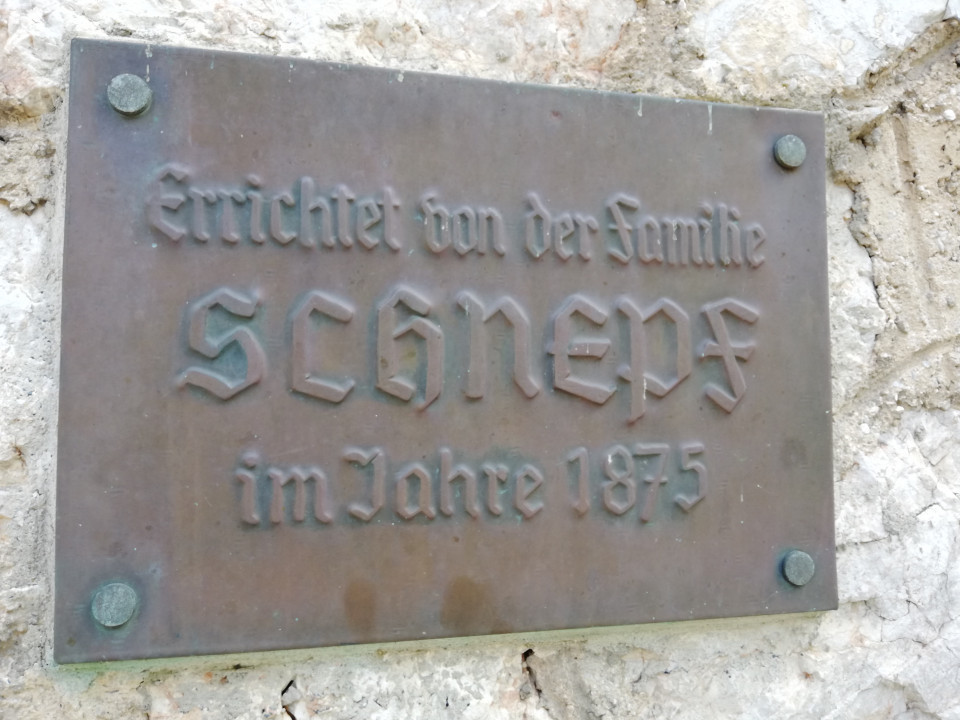 Errichtet von der Familie
SCHNEPF
im Jahre 1875